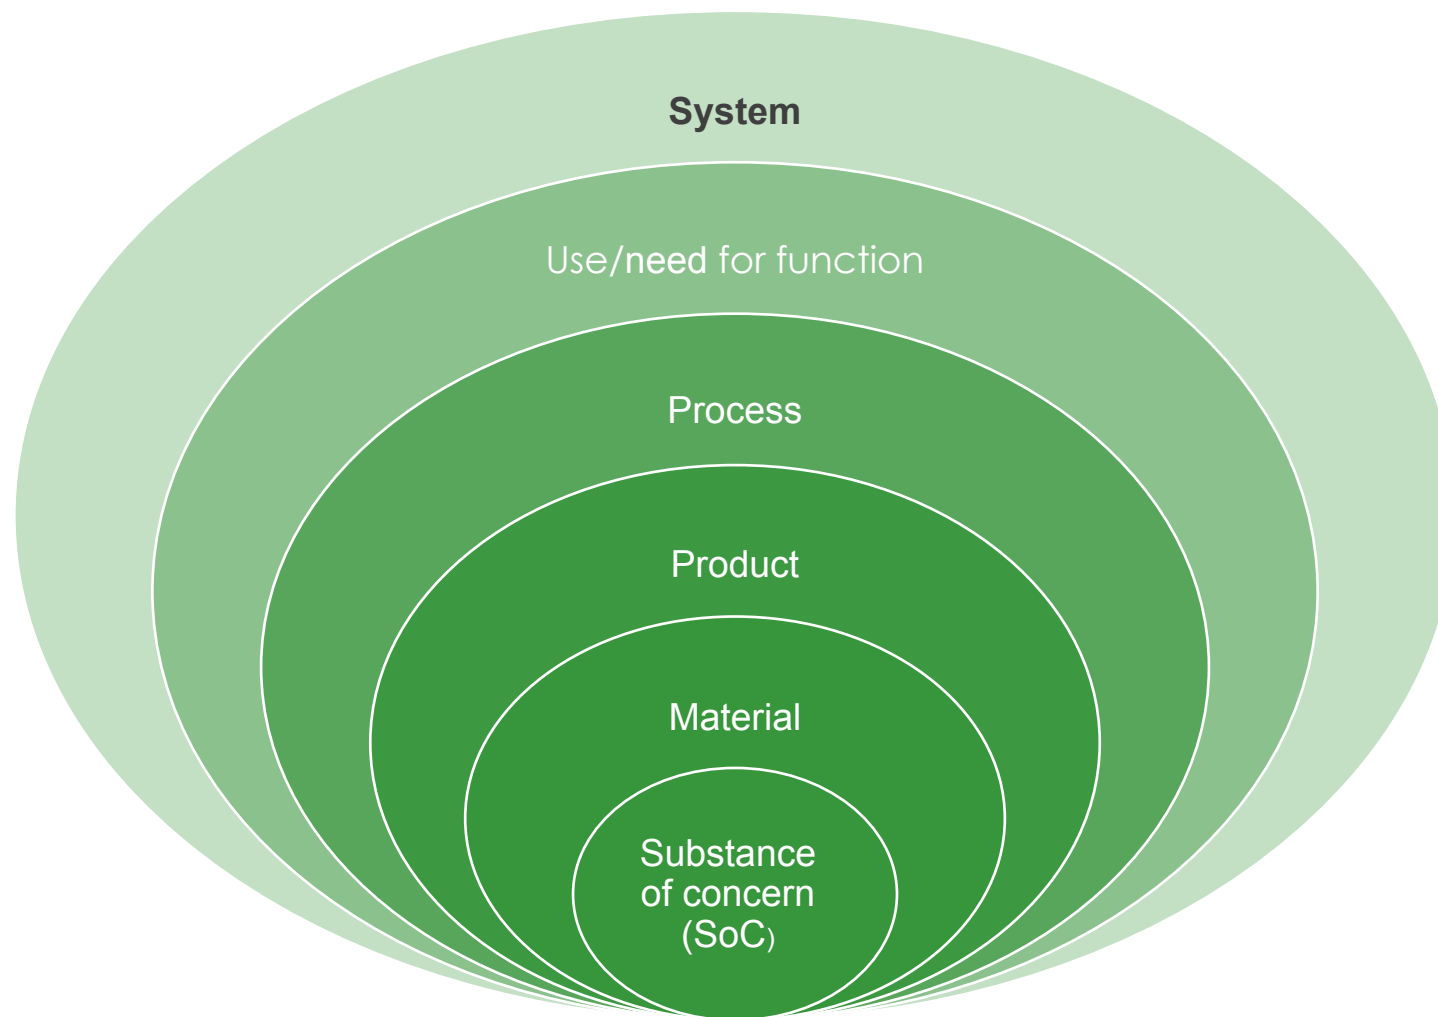 System
Use/need for function
Process
Product
Material
Substance
of concern
(SoC)